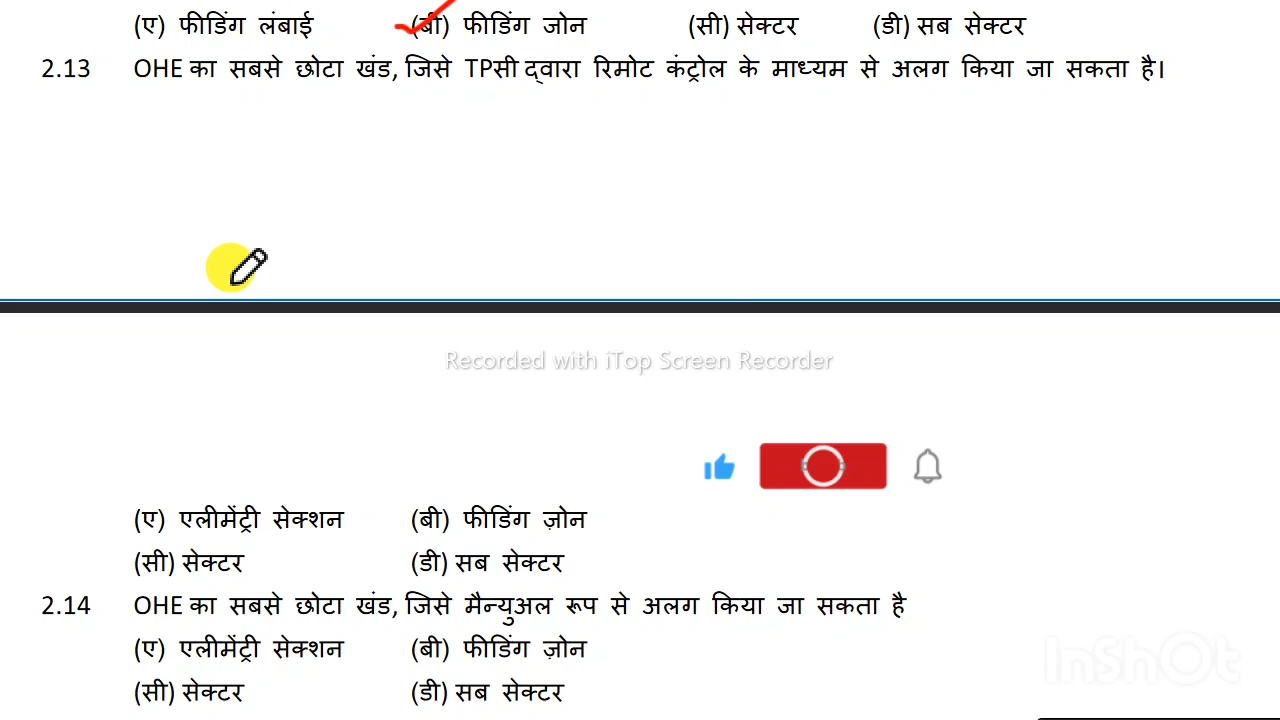 (ए) फीडिंग लंबाई (बी) फीडिंग जोन (सी) सेक्टर (डी) सब सेक्टर
2.13 OHE का सबसे छोटा खंड, जिसे TPसी द्वारा रिमोट कंट्रोल के माध्यम से अलग किया जा सकता है।
Recorded with iTop Screen Recorder
(ए) एलीमेंट्री सेक्शन (बी) फीडिंग ज़ोन
(सी) सेक्टर (डी) सब सेक्टर
2.14 OHE का सबसे छोटा खंड, जिसे मैन्युअल रूप से अलग किया जा सकता है
(ए) एलीमेंट्री सेक्शन (बी) फीडिंग ज़ोन
InShOt
(सी) सेक्टर (डी) सब सेक्टर